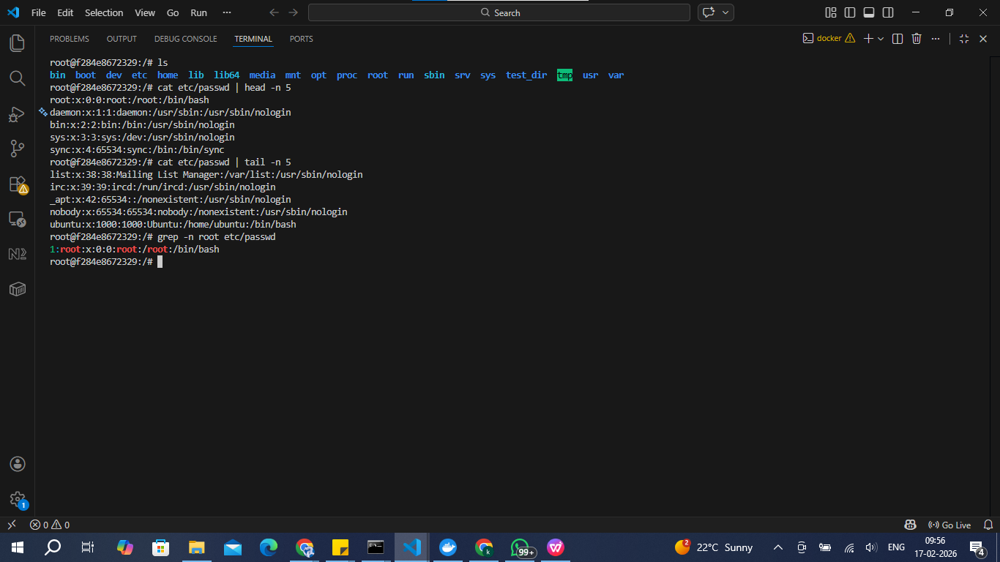 File Edit Selection View Go Run ··· Search
PROBLEMS OUTPUT DEBUG CONSOLE TERMINAL PORTS docker
root@f284e8672329:/# ls
bin boot dev etc home lib lib64 media mnt opt proc root run sbin srv sys test_dir tmp usr var
root@f284e8672329:/# cat etc/passwd | head -n 5
root:x:0:0:root:/root:/bin/bash
daemon:x:1:1:daemon:/usr/sbin:/usr/sbin/nologin
bin:x:2:2:bin:/bin:/usr/sbin/nologin
sys:x:3:3:sys:/dev:/usr/sbin/nologin
sync:x:4:65534:sync:/bin:/bin/sync
root@f284e8672329:/# cat etc/passwd | tail -n 5
list:x:38:38:Mailing List Manager:/var/list:/usr/sbin/nologin
irc:x:39:39:ircd:/run/ircd:/usr/sbin/nologin
_apt:x:42:65534::/nonexistent:/usr/sbin/nologin
nobody:x:65534:65534:nobody:/nonexistent:/usr/sbin/nologin
ubuntu:x:1000:1000:Ubuntu:/home/ubuntu:/bin/bash
root@f284e8672329:/# grep -n root etc/passwd
1:root:x:0:0:root:/root:/bin/bash
root@f284e8672329:/#
1
0 0 Go Live
99+ 2 22°C Sunny ENG 09:56
17-02-2026 4